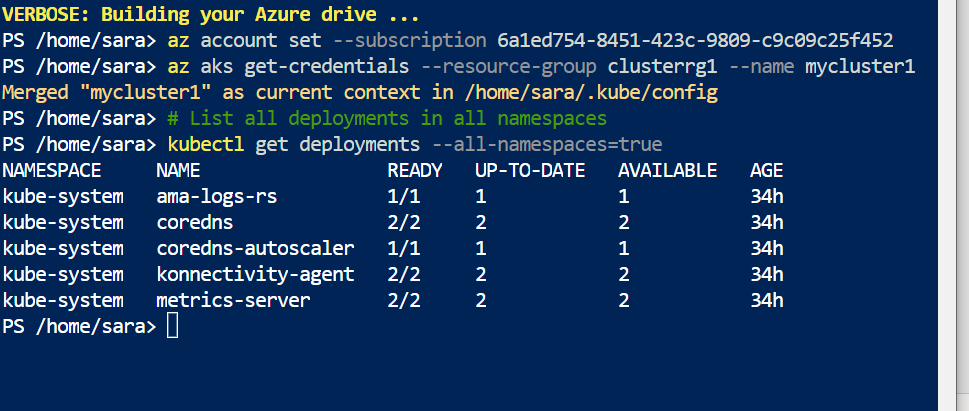 VERBOSE: Building your Azure drive ...
PS /home/sara> az account set --subscription 6a1ed754-8451-423c-9809-c9c09c25f452
PS /home/sara> az aks get-credentials --resource-group clusterrg1 --name mycluster1
Merged "mycluster1" as current context in /home/sara/.kube/config
PS /home/sara> # List all deployments in all namespaces
PS /home/sara> kubectl get deployments --all-namespaces=true
NAMESPACE NAME READY UP-TO-DATE AVAILABLE AGE
kube-system ama-logs-rs 1/1 1 1 34h
kube-system coredns 2/2 2 2 34h
kube-system coredns-autoscaler 1/1 1 1 34h
kube-system konnectivity-agent 2/2 2 2 34h
kube-system metrics-server 2/2 2 2 34h
PS /home/sara>